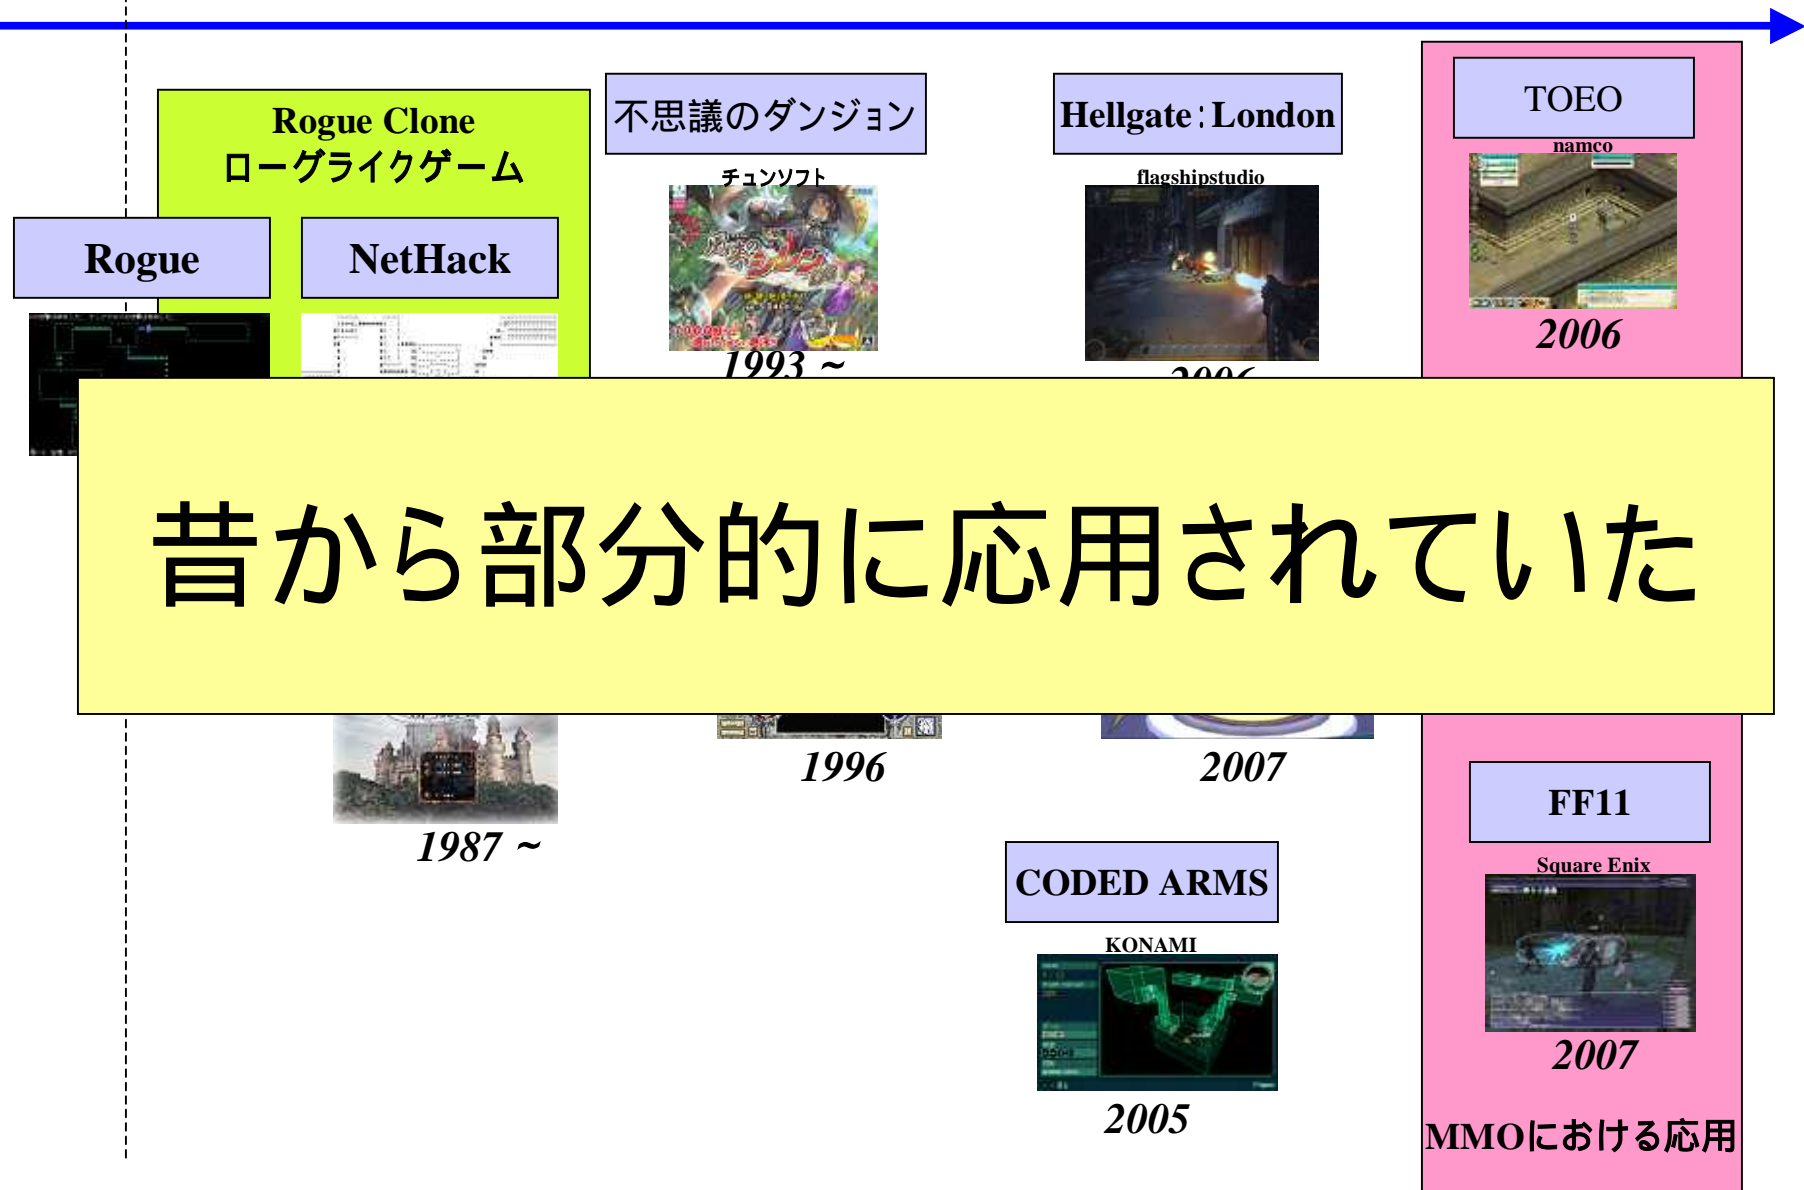 Rogue Clone
ローグライクゲーム
Rogue
NetHack
不思議のダンジョン
チュンソフト
1993 ~
Hellgate：London
flagshipstudio
2006
TOEO
namco
2006
昔から部分的に応用されていた
1987 ~
1996
2007
CODED ARMS
KONAMI
2005
FF11
Square Enix
2007
MMOにおける応用